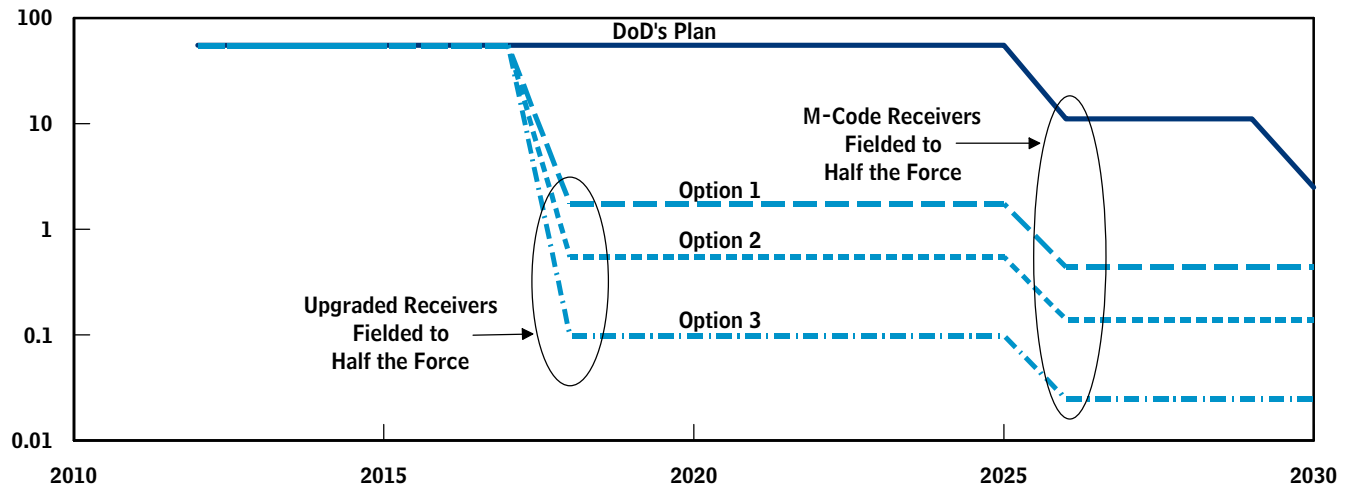 100
DoD's Plan
10
M-Code Receivers
Fielded to
Half the Force
Option 1
1
Option 2
Upgraded Receivers
Fielded to
Half the Force
Option 3
0.1
0.01
2010 2015 2020 2025 2030